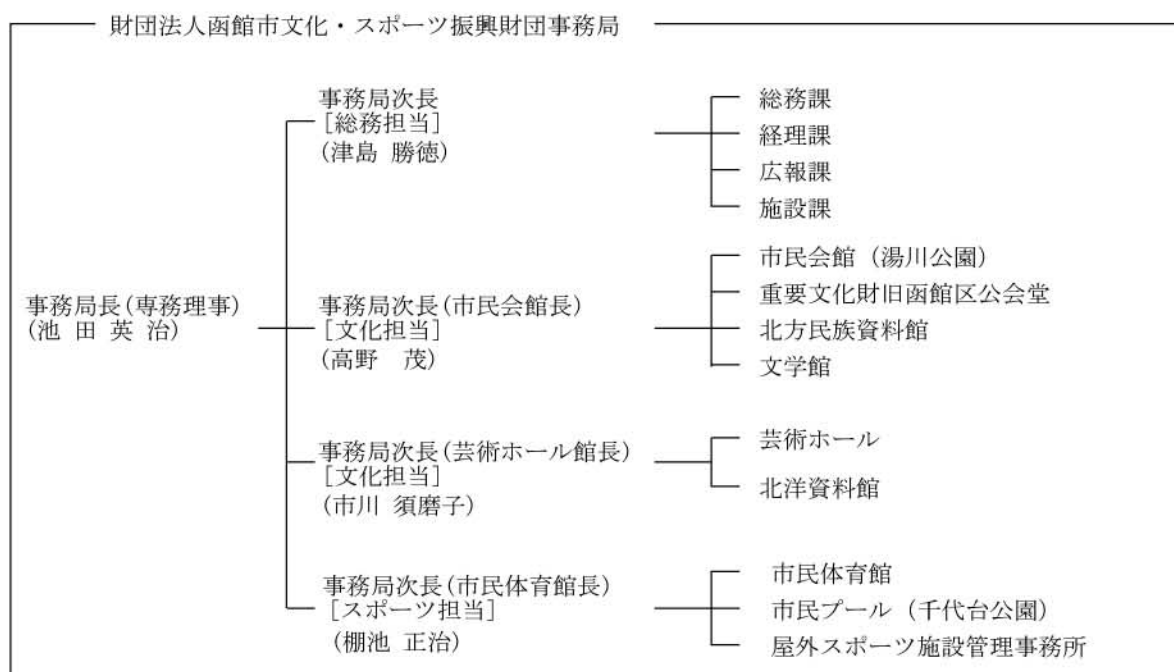 財団法人函館市文化・スポーツ振興財団事務局
事務局長(専務理事)
(池 田 英 治)
事務局次長
[総務担当]
(津島 勝徳)
総務課
経理課
広報課
施設課
事務局次長(市民会館長)
[文化担当]
(高野 茂)
市民会館 (湯川公園)
重要文化財旧函館区公会堂
北方民族資料館
文学館
事務局次長(芸術ホール館長)
[文化担当]
(市川 須磨子)
芸術ホール
北洋資料館
事務局次長(市民体育館長)
[スポーツ担当]
(棚池 正治)
市民体育館
市民プール (千代台公園)
屋外スポーツ施設管理事務所